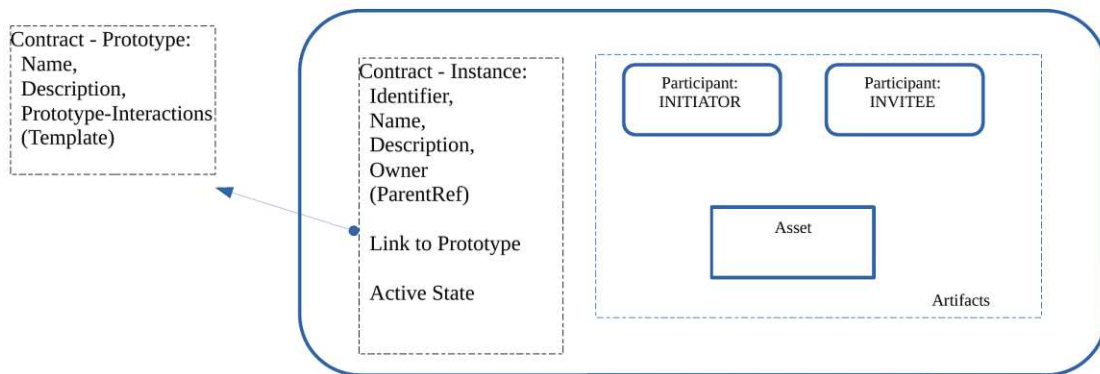 Contract - Prototype:
Name,
Description,
Prototype-Interactions
(Template)
Contract - Instance:
Identifier,
Name,
Description,
Owner
(ParentRef)
Link to Prototype
Active State
Participant:
INITIATOR
Participant:
INVITEE
Asset
Artifacts